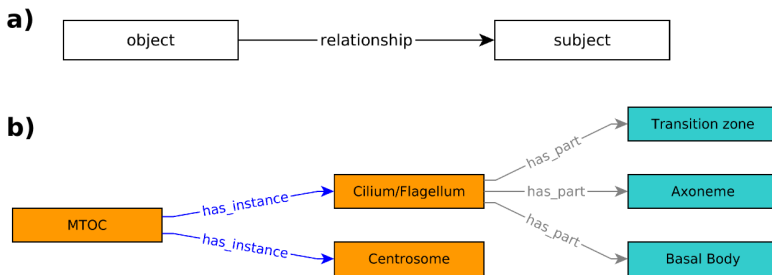 a)
object
relationship
subject
b)
has_part
Transition zone
has_instance
Cilium/Flagellum
has_part
Axoneme
MTOC
has_instance
Centrosome
has_part
Basal Body